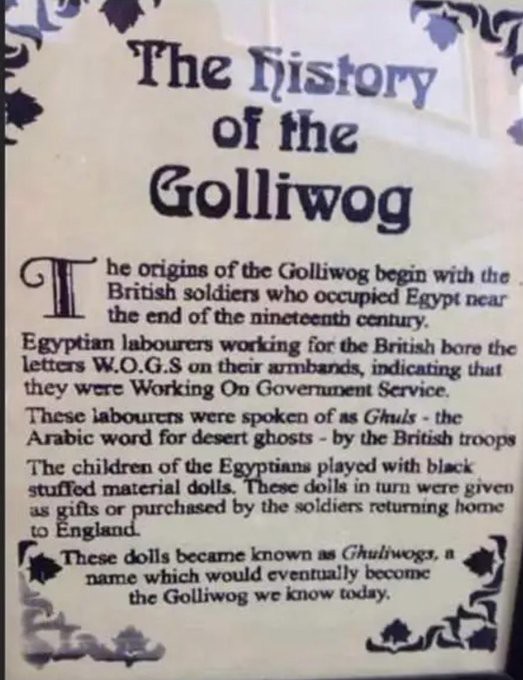 The History
of the
Golliwog
The origins of the Golliwog begin with the
British soldiers who occupied Egypt near
the end of the nineteenth century.
Egyptian labourers working for the British bore the
letters W.O.G.S on their armbands, indicating that
they were Working On Government Service.
These labourers were spoken of as Ghuls - the
Arabic word for desert ghosts - by the British troops
The children of the Egyptians played with black
stuffed material dolls. These dolls in turn were given
as gifts or purchased by the soldiers returning home
to England.
These dolls became known as Ghuliwogs, a
name which would eventually become
the Golliwog we know today.